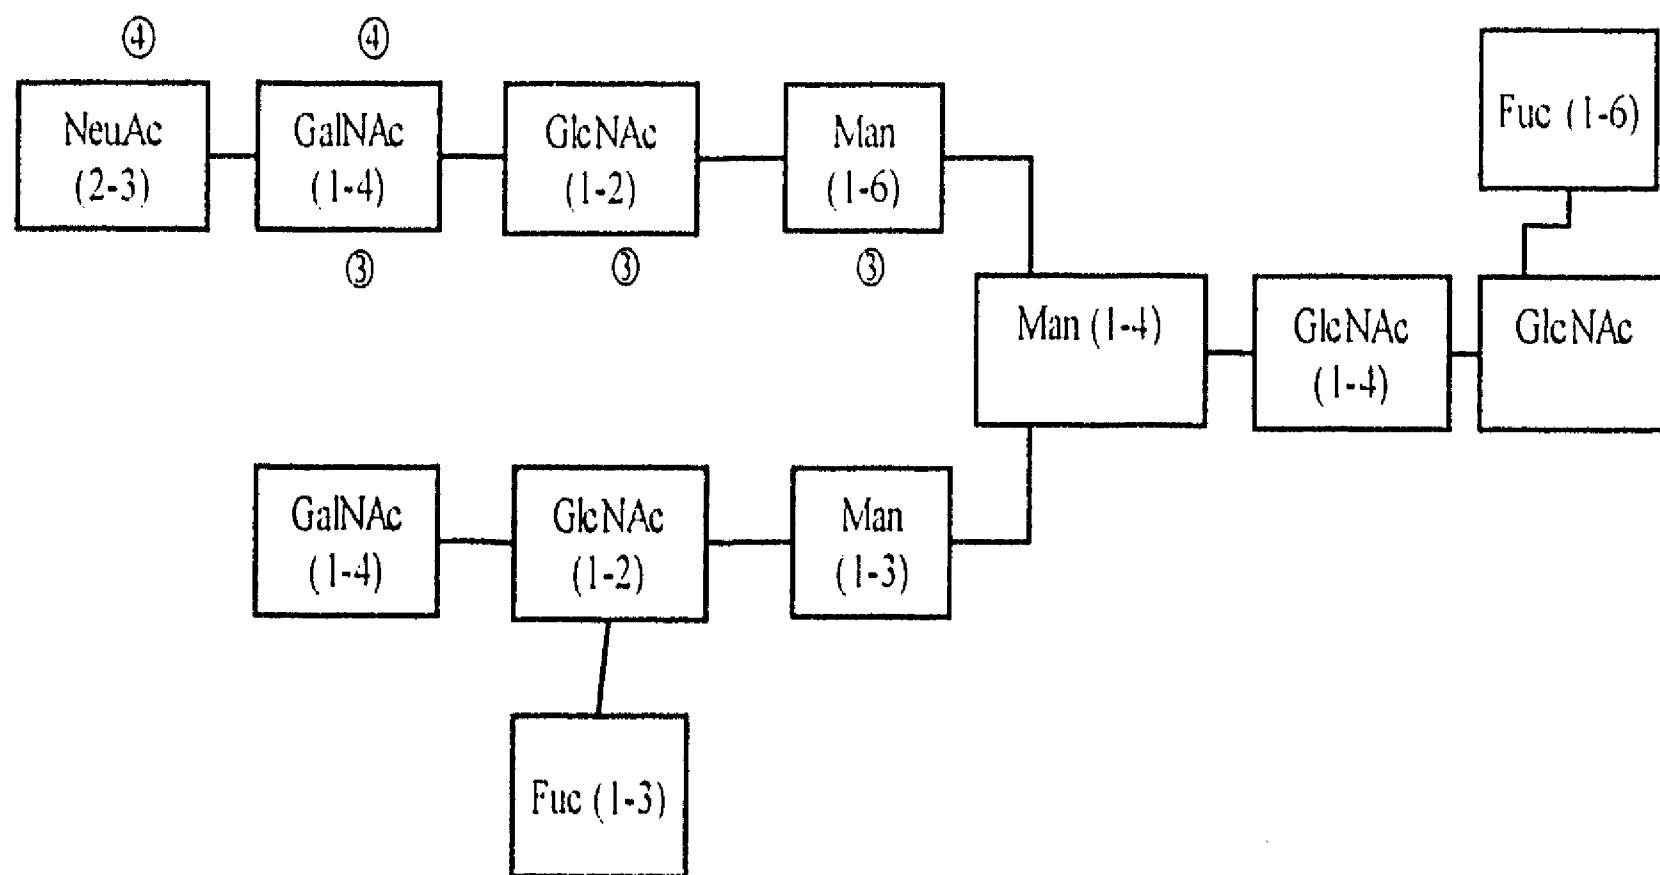 ④ ④
NeuAc
(2-3)
GalNAc
(1-4)
GlcNAc
(1-2)
Man
(1-6)
Fuc (1-6)
③ ③ ③
Man (1-4)
GlcNAc
(1-4)
GlcNAc
GalNAc
(1-4)
GlcNAc
(1-2)
Man
(1-3)
Fuc (1-3)